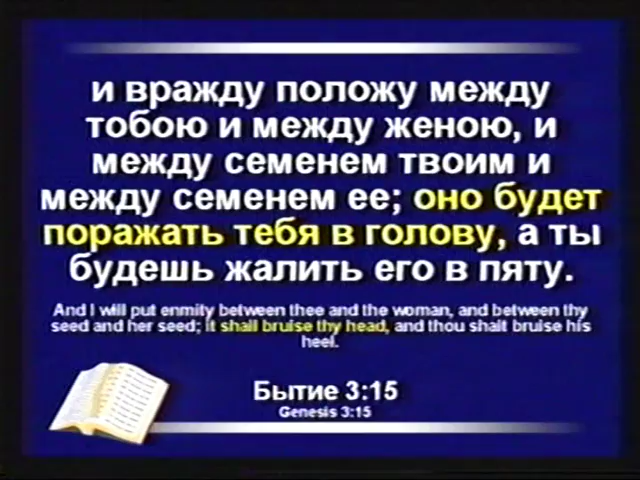 и вражду положу между
тобою и между женою, и
между семенем твоим и
между семенем ее; оно будет
поражать тебя в голову, а ты
будешь жалить его в пяту.
And I will put enmity between thee and the woman, and between thy
seed and her seed; it shall bruise thy head, and thou shalt bruise his
heel.
Бытие 3:15
Genesis 3:15